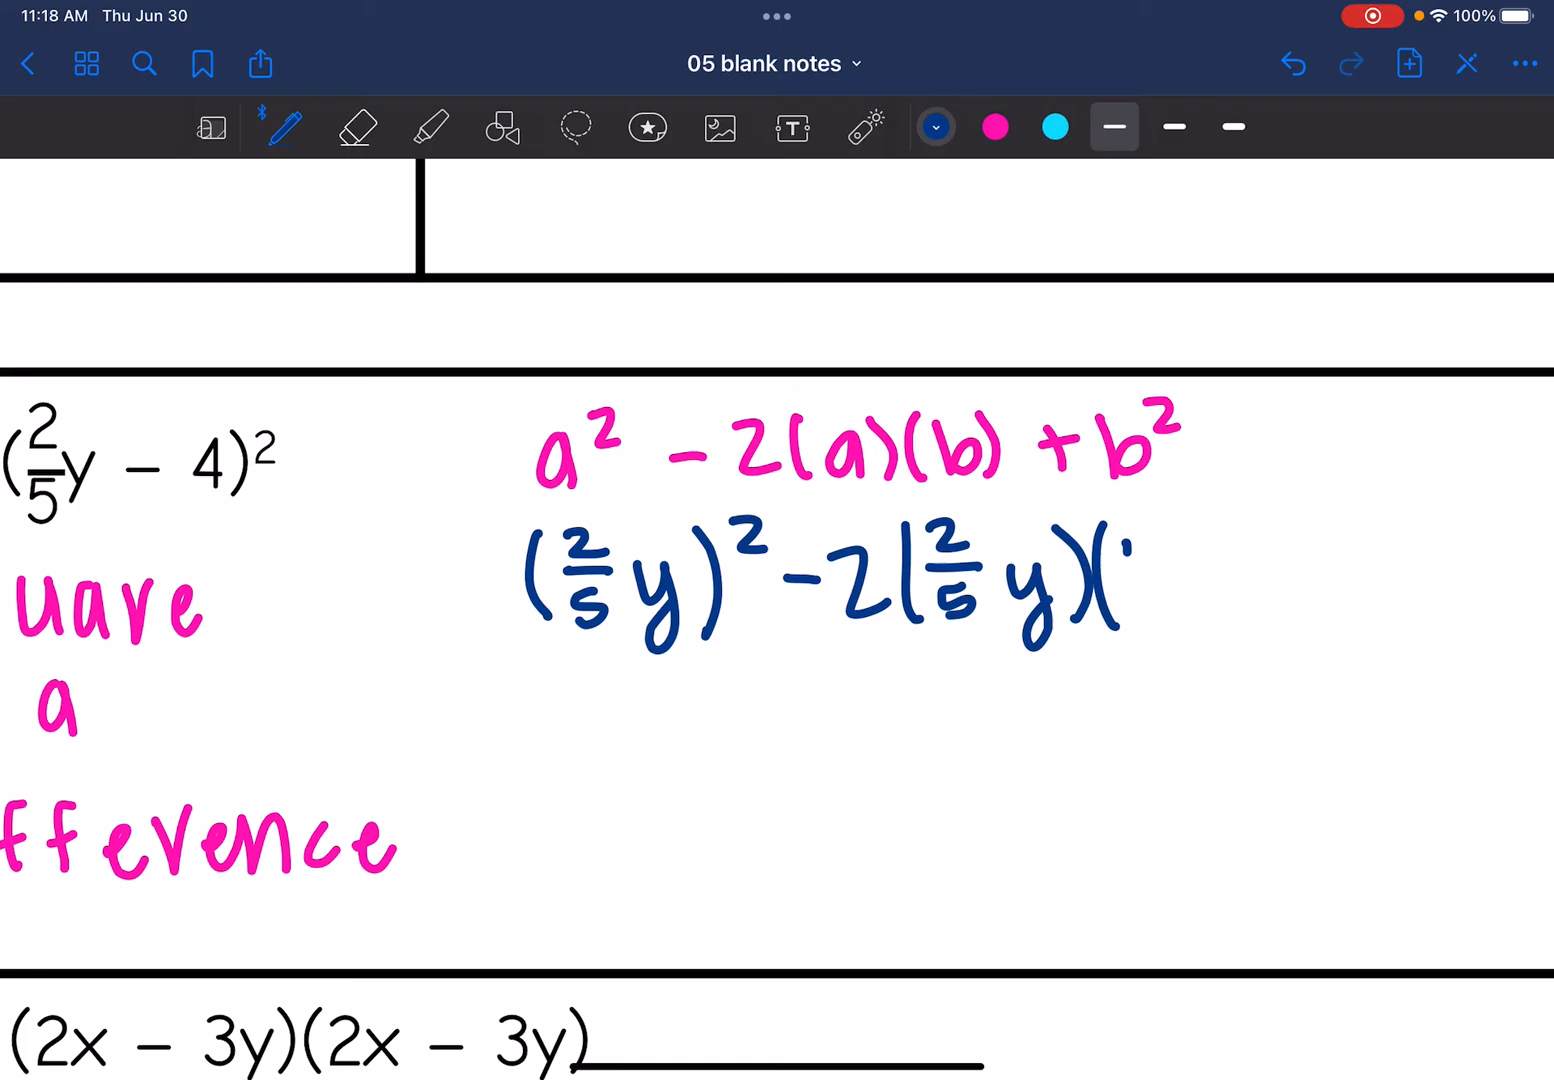 11:18 AM Thu Jun 30
100%
05 blank notes
(2/5y - 4)²
a² - 2(a)(b) + b²
(2/5 y)² - 2(2/5 y)(
uare
a
fference
(2x - 3y)(2x - 3y)